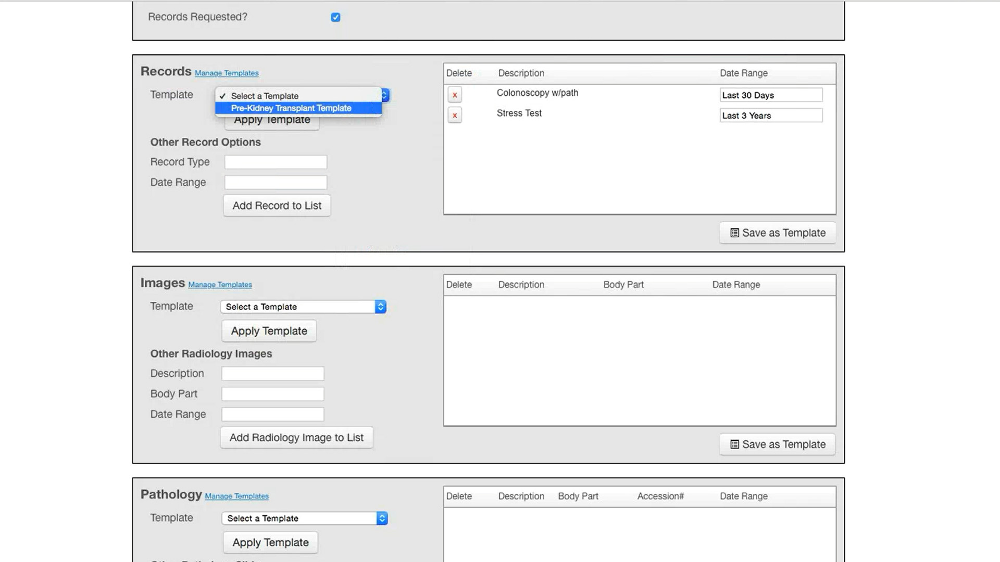 Records Requested?
Records Manage Templates
Template
✓ Select a Template
Pre-Kidney Transplant Template
Apply Template
Other Record Options
Record Type
Date Range
Add Record to List
Delete Description Date Range
x Colonoscopy w/path Last 30 Days
x Stress Test Last 3 Years
Save as Template
Images Manage Templates
Template Select a Template
Apply Template
Other Radiology Images
Description
Body Part
Date Range
Add Radiology Image to List
Delete Description Body Part Date Range
Save as Template
Pathology Manage Templates
Template Select a Template
Apply Template
Delete Description Body Part Accession# Date Range